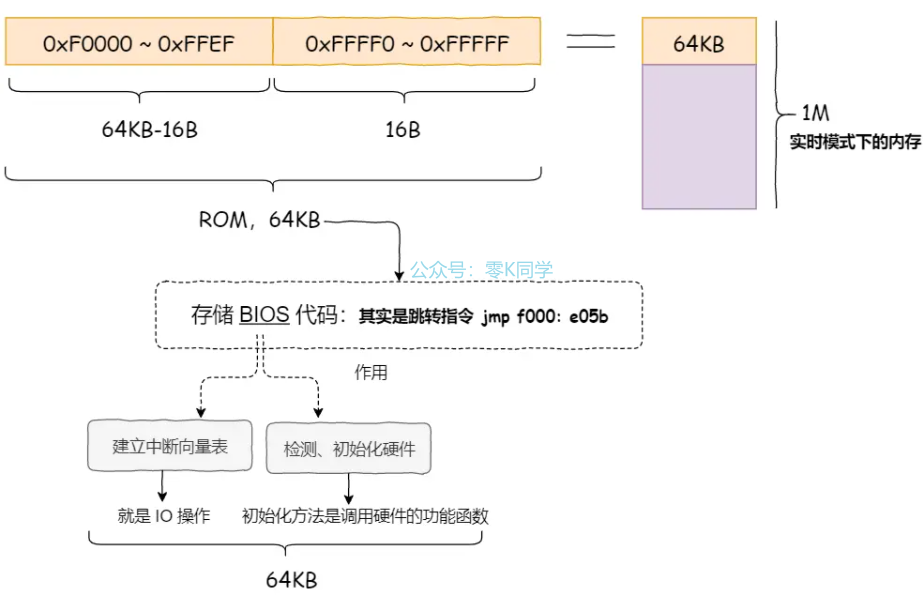 0xF0000 ~ 0xFFEF
0xFFFF0 ~ 0xFFFFF
64KB
64KB-16B
16B
1M
实时模式下的内存
ROM，64KB
公众号：零K同学
存储 BIOS 代码：其实是跳转指令 jmp f000：e05b
作用
建立中断向量表
检测、初始化硬件
就是 IO 操作
初始化方法是调用硬件的功能函数
64KB